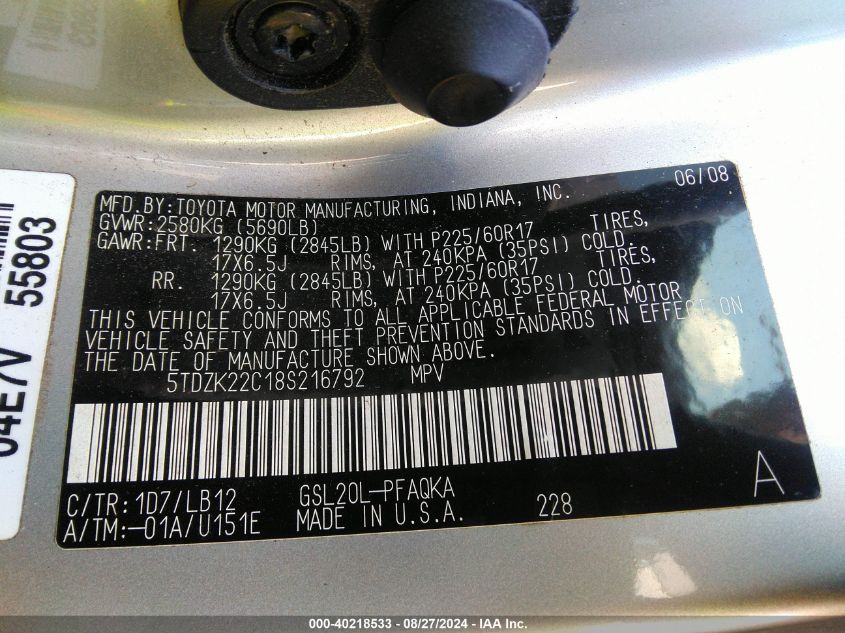 MFD.BY:TOYOTA MOTOR MANUFACTURING, INDIANA, INC. 06/08
GVWR:2580KG (5690LB)
GAWR:FRT. 1290KG (2845LB) WITH P225/60R17 TIRES,
17X6.5J RIMS, AT 240KPA (35PSI) COLD.
RR. 1290KG (2845LB) WITH P225/60R17 TIRES,
17X6.5J RIMS, AT 240KPA (35PSI) COLD.
THIS VEHICLE CONFORMS TO ALL APPLICABLE FEDERAL MOTOR
VEHICLE SAFETY AND THEFT PREVENTION STANDARDS IN EFFECT ON
THE DATE OF MANUFACTURE SHOWN ABOVE.
5TDZK22C18S216792 MPV
C/TR:1D7/LB12 GSL20L-PFAQKA A
A/TM:-01A/U151E MADE IN U.S.A. 228
55803
04E7V
000-40218533 - 08/27/2024 - IAA Inc.